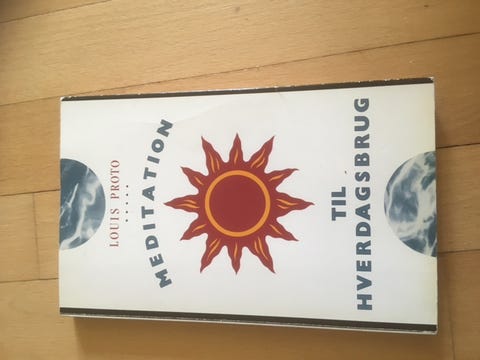 LOUIS PROTO
MEDITATION
TIL
HVERDAGSBRUG